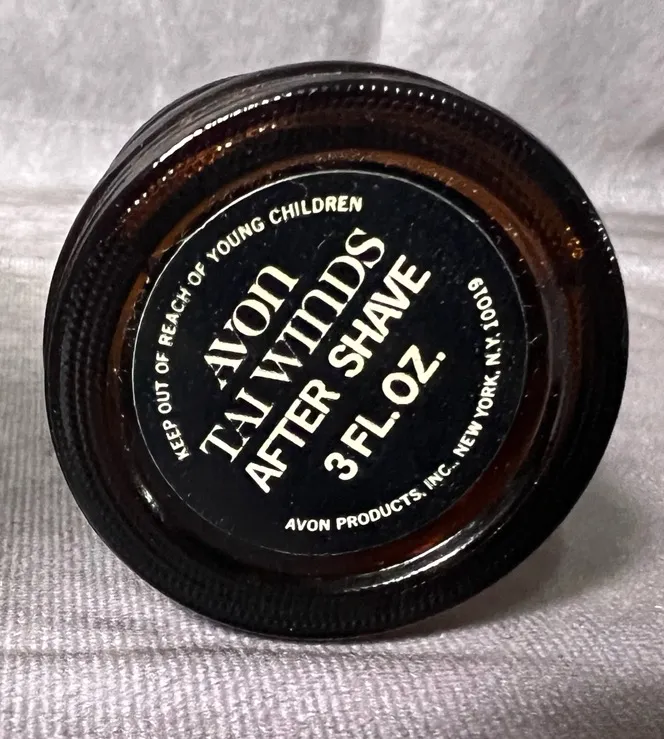 KEEP OUT OF REACH OF YOUNG CHILDREN
AVON
TAI WINDS
AFTER SHAVE
3 FL. OZ.
AVON PRODUCTS, INC., NEW YORK, N.Y. 10019